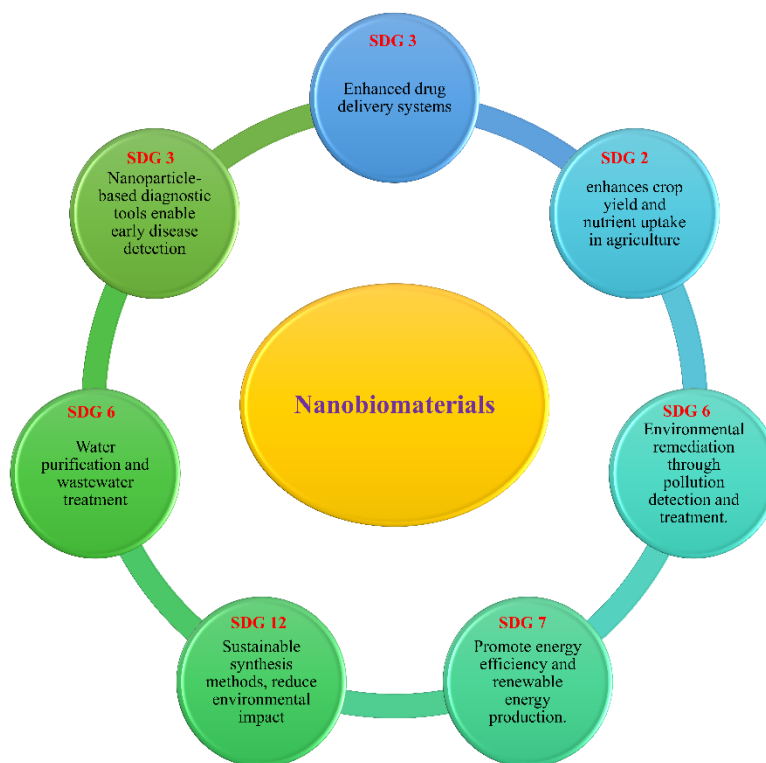 SDG 3
Enhanced drug
delivery systems
SDG 2
enhances crop
yield and
nutrient uptake
in agriculture
SDG 6
Environmental
remediation
through
pollution
detection and
treatment.
SDG 7
Promote energy
efficiency and
renewable
energy
production.
SDG 12
Sustainable
synthesis
methods, reduce
environmental
impact
SDG 6
Water
purification and
wastewater
treatment
SDG 3
Nanoparticle-
based diagnostic
tools enable
early disease
detection
Nanobiomaterials